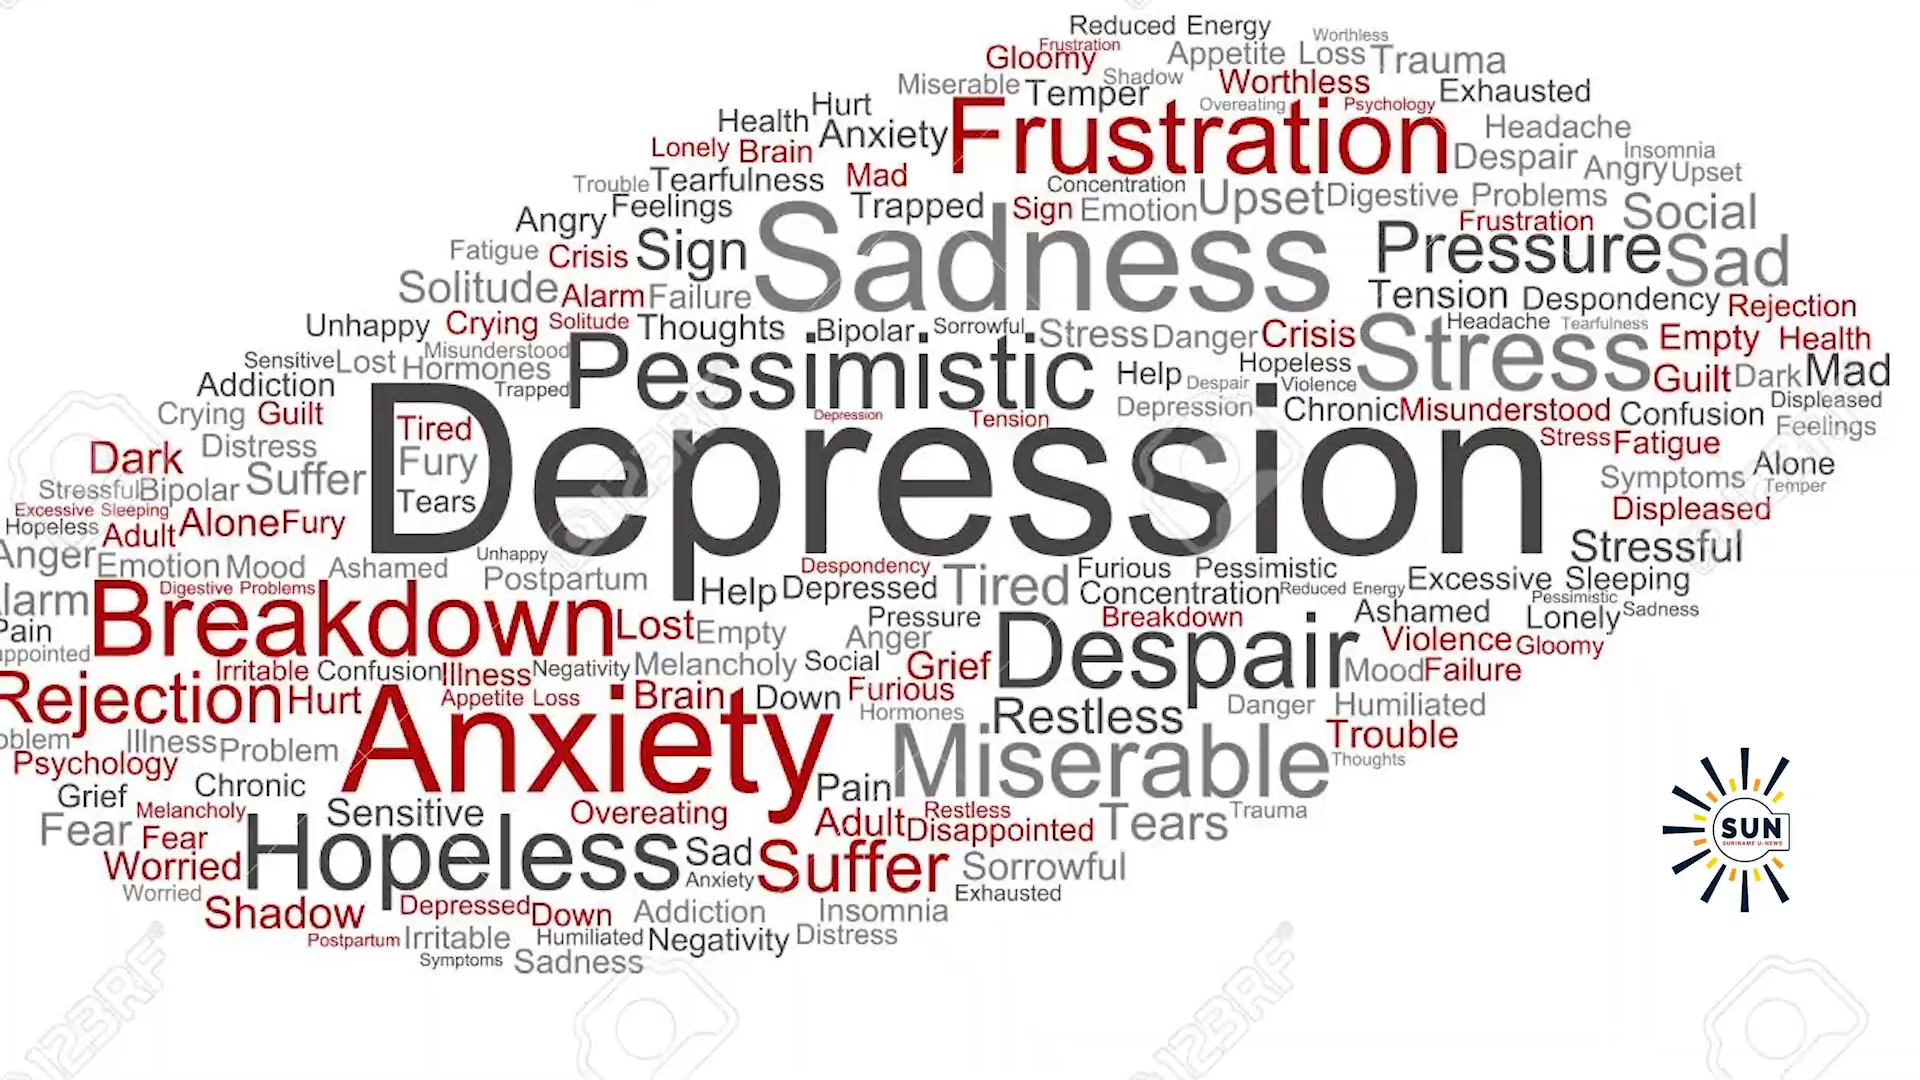 Reduced Energy Worthless
Frustration
Gloomy Appetite Loss Trauma
Miserable Temper Shadow Worthless Exhausted
Hurt Overeating Psychology
Health Anxiety Frustration Headache
Lonely Brain Despair Insomnia
Trouble Tearfulness Mad Concentration Angry Upset
Angry Feelings Trapped Sign Emotion Upset Digestive Problems Social
Fatigue Crisis Sign Sadness Frustration Pressure Sad
Solitude Alarm Failure Tension Despondency Rejection
Unhappy Crying Solitude Thoughts Bipolar Sorrowful Stress Danger Crisis Stress Headache Tearfulness Empty Health
Sensitive Lost Hormones Misunderstood Pessimistic Help Despair Hopeless Violence Guilt Dark Mad
Addiction Trapped
Crying Guilt Tired Depression Tension Depression Chronic Misunderstood Confusion Displeased Feelings
Dark Distress Fury Depression Stress Fatigue
Stressful Bipolar Suffer Tears Symptoms Alone Temper
Excessive Sleeping Displeased
Hopeless Adult Alone Fury Stressful
Anger Emotion Mood Ashamed Unhappy Postpartum Despondency Furious Pessimistic
Digestive Problems Help Depressed Tired Concentration Reduced Energy Excessive Sleeping
larm Breakdown Lost Empty Pressure Breakdown Ashamed Pessimistic Lonely Sadness
Pain Anger Despair Violence Gloomy
ppointed Irritable Confusion Illness Negativity Melancholy Social Grief Mood Failure
Rejection Hurt Appetite Loss Brain Down Furious Hormones Restless Danger Humiliated
oblem Illness Problem Anxiety Miserable Trouble
Psychology Chronic Pain Thoughts
Grief Melancholy Sensitive Overeating Adult Restless Disappointed Tears Trauma
Fear Fear Hopeless Sad Suffer Sorrowful
Worried Anxiety Exhausted
Worried Shadow Depressed Down Addiction Insomnia
Postpartum Irritable Humiliated Negativity Distress
Symptoms Sadness
SUN
SURINAME U-NEWS
123RF
123RF
123RF